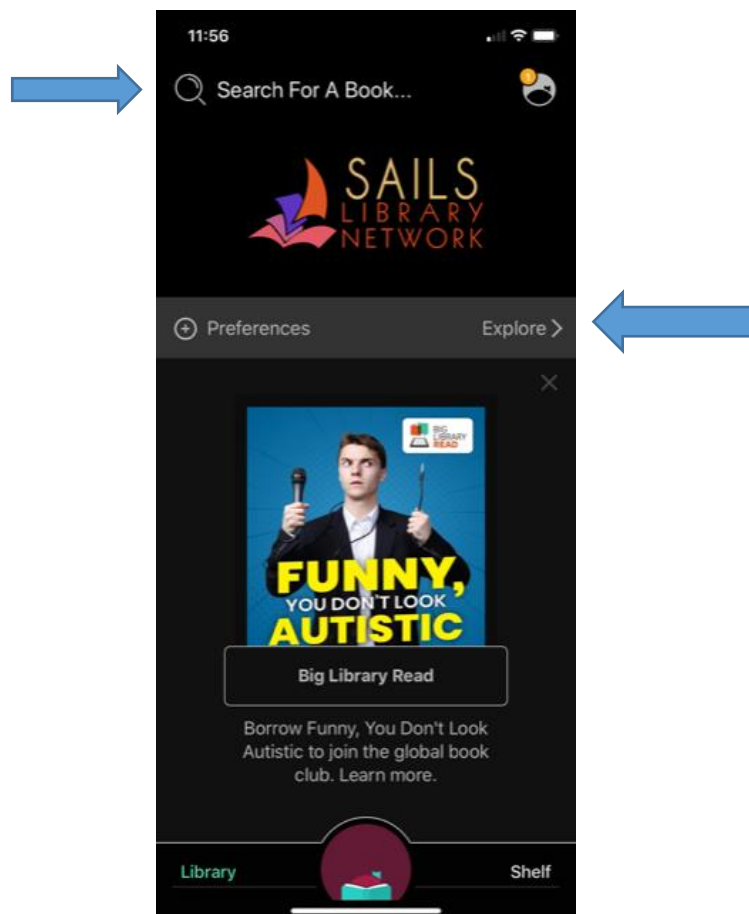 11:56
Search For A Book...
1
SAILS
LIBRARY
NETWORK
Preferences
Explore
BIG
LIBRARY
READ
FUNNY,
YOU DON'T LOOK
AUTISTIC
Big Library Read
Borrow Funny, You Don't Look
Autistic to join the global book
club. Learn more.
Library
Shelf